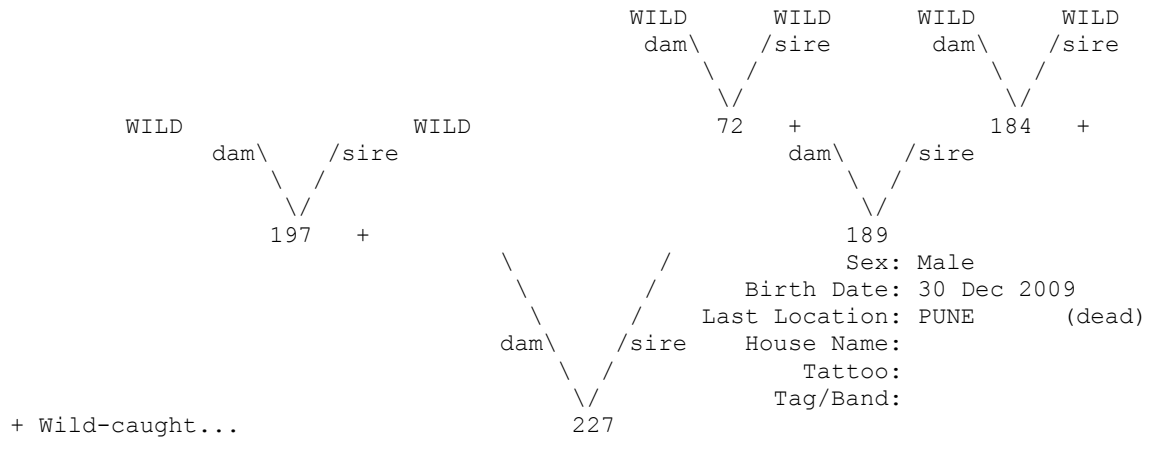 WILD WILD WILD WILD
dam\ /sire dam\ /sire
\ / \ /
\/ \/
WILD WILD 72 + 184 +
dam\ /sire dam\ /sire
\ / \ /
\/ \/
197 + 189
\ / Sex: Male
\ / Birth Date: 30 Dec 2009
\ / Last Location: PUNE (dead)
dam\ /sire House Name:
\ / Tattoo:
\/ Tag/Band:
+ Wild-caught... 227